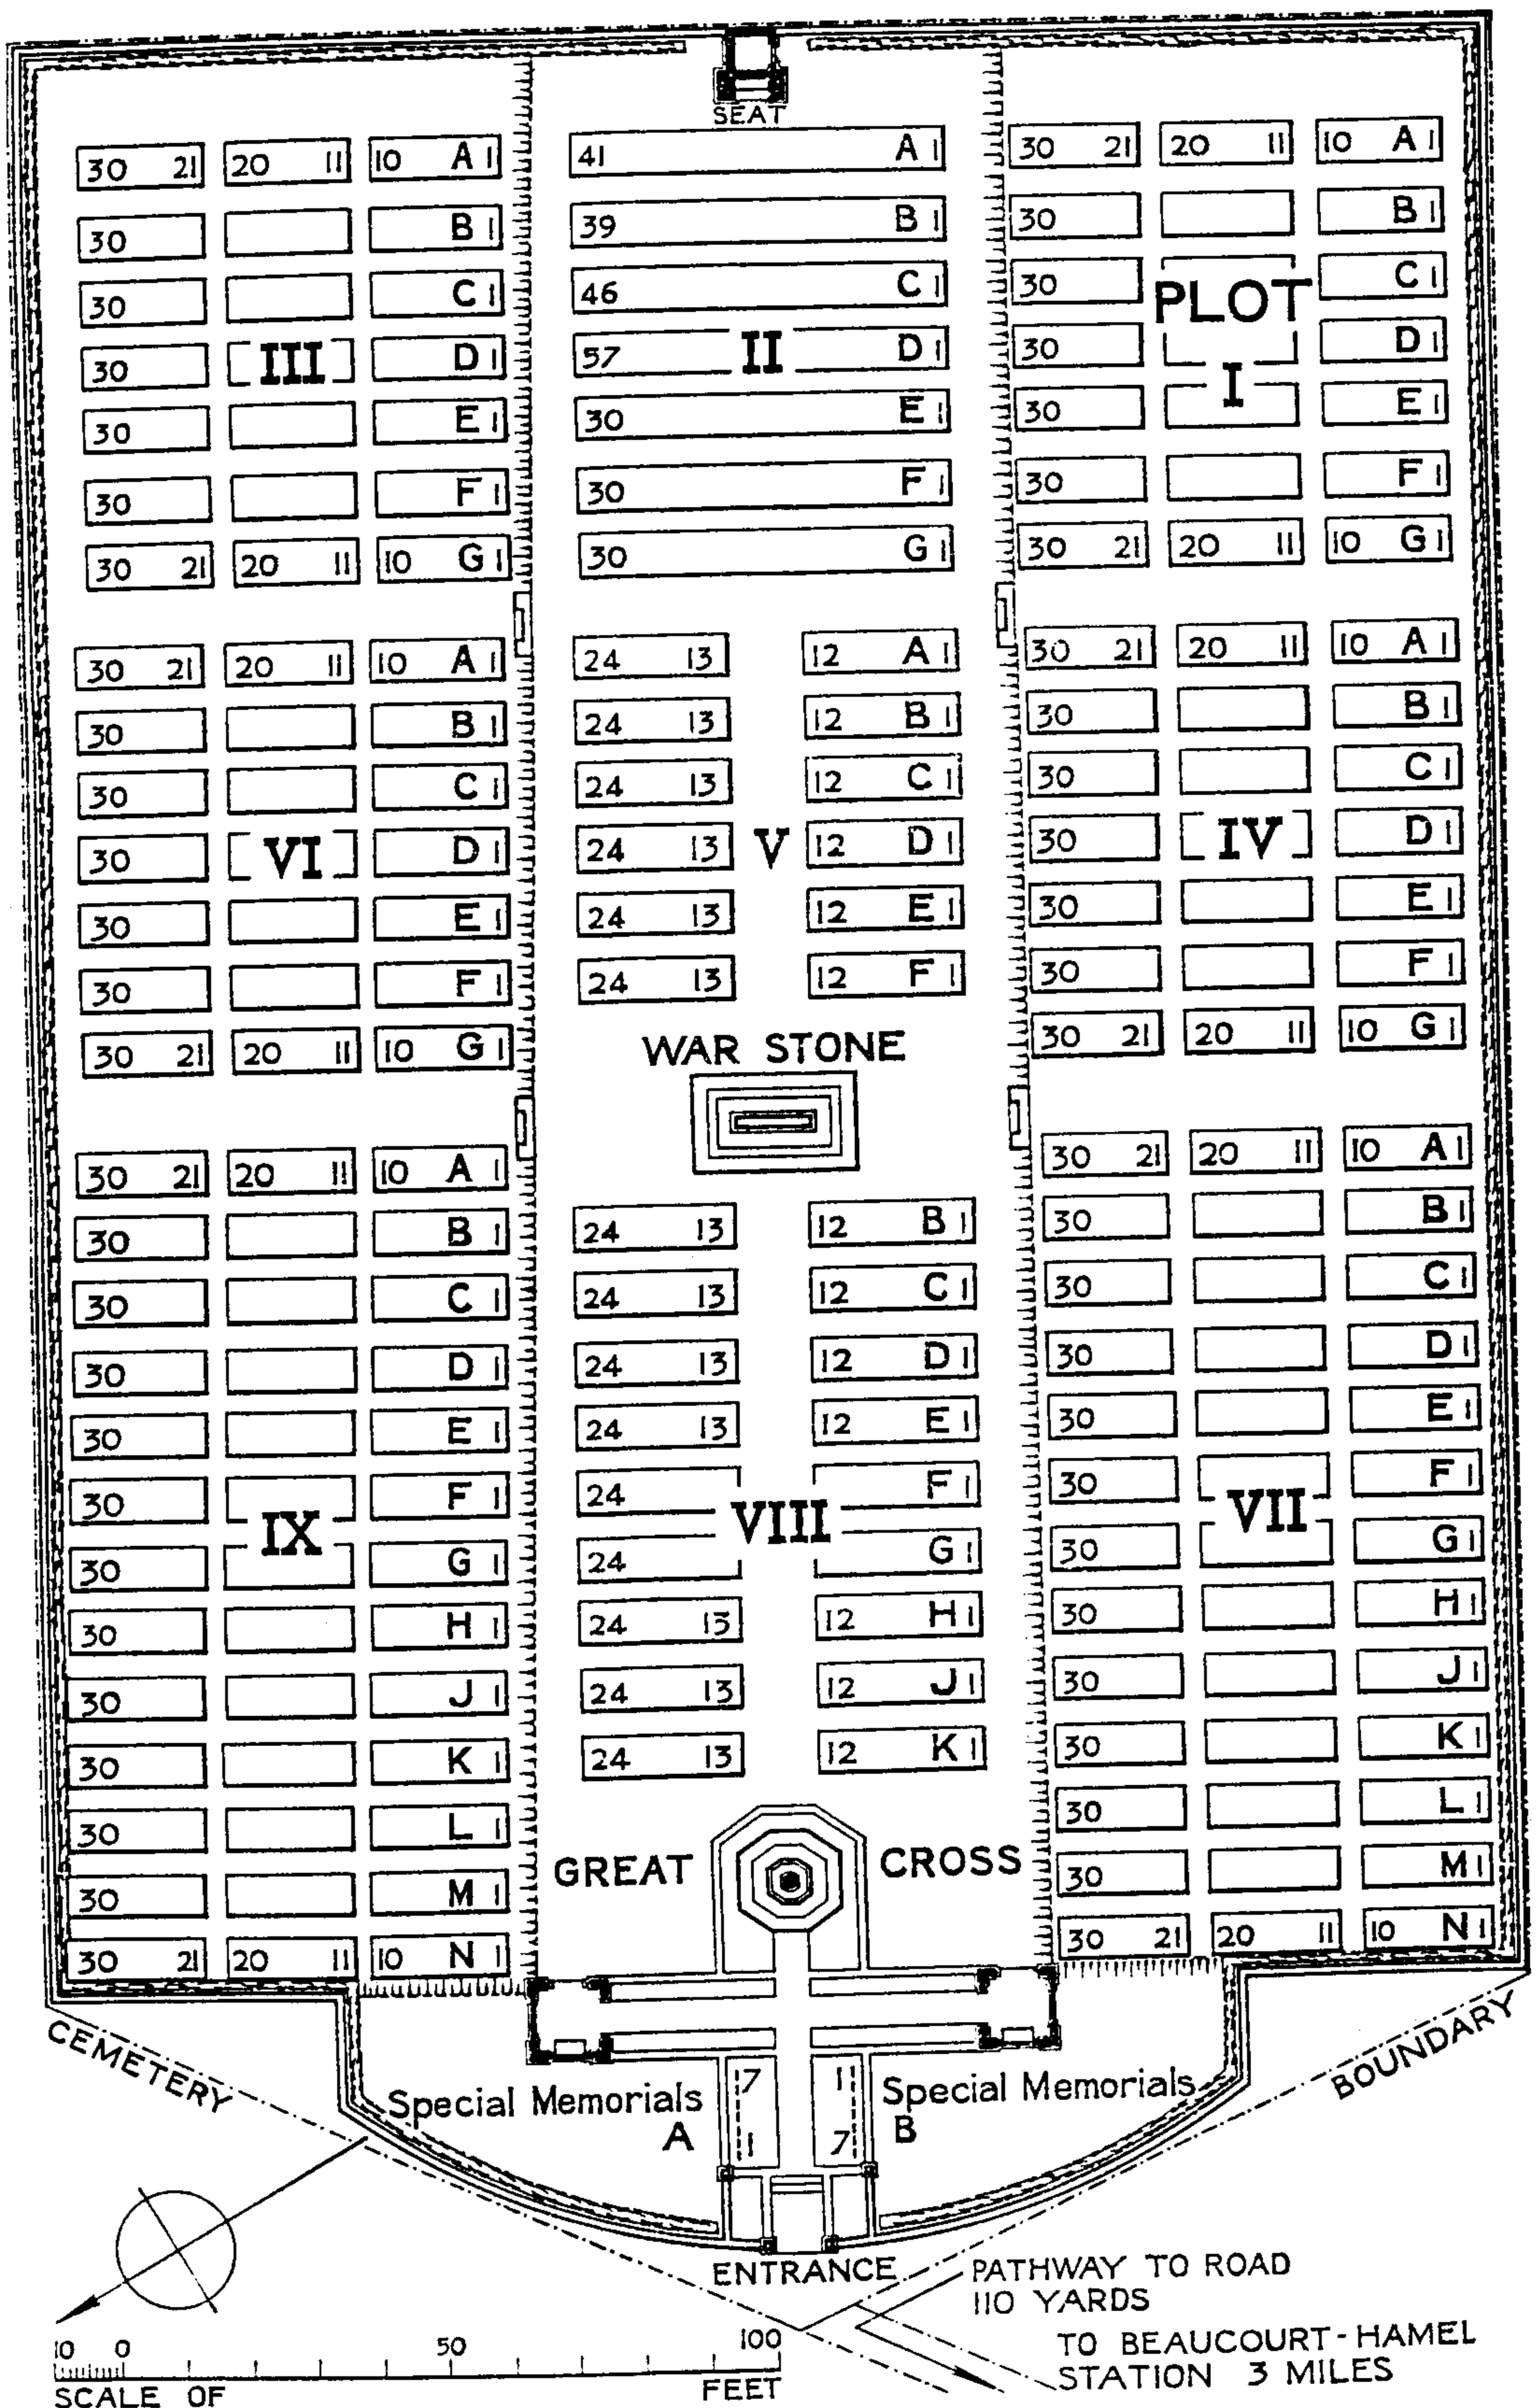 SEAT
30 21 20 11 10 A 1
30 B 1
30 C 1
30 III D 1
30 E 1
30 F 1
30 21 20 11 10 G 1
41 A 1
39 B 1
46 C 1
57 II D 1
30 E 1
30 F 1
30 G 1
30 21 20 11 10 A 1
30 B 1
30 PLOT C 1
30 D 1
30 I E 1
30 F 1
30 21 20 11 10 G 1
30 21 20 11 10 A 1
30 B 1
30 C 1
30 VI D 1
30 E 1
30 F 1
30 21 20 11 10 G 1
24 13 12 A 1
24 13 12 B 1
24 13 12 C 1
24 13 V 12 D 1
24 13 12 E 1
24 13 12 F 1
30 21 20 11 10 A 1
30 B 1
30 C 1
30 IV D 1
30 E 1
30 F 1
30 21 20 11 10 G 1
WAR STONE
30 21 20 11 10 A 1
30 B 1
30 C 1
30 D 1
30 E 1
30 F 1
IX
30 G 1
30 H 1
30 J 1
30 K 1
30 L 1
30 M 1
30 21 20 11 10 N 1
24 13 12 B 1
24 13 12 C 1
24 13 12 D 1
24 13 12 E 1
24 F 1
VIII
24 G 1
24 13 12 H 1
24 13 12 J 1
24 13 12 K 1
30 21 20 11 10 A 1
30 B 1
30 C 1
30 D 1
30 E 1
30 F 1
VII
30 G 1
30 H 1
30 J 1
30 K 1
30 L 1
30 M 1
30 21 20 11 10 N 1
GREAT CROSS
CEMETERY BOUNDARY
Special Memorials
A
7
1
1
7
Special Memorials
B
ENTRANCE
PATHWAY TO ROAD
110 YARDS
TO BEAUCOURT-HAMEL
STATION 3 MILES
10 0 50 100
SCALE OF FEET